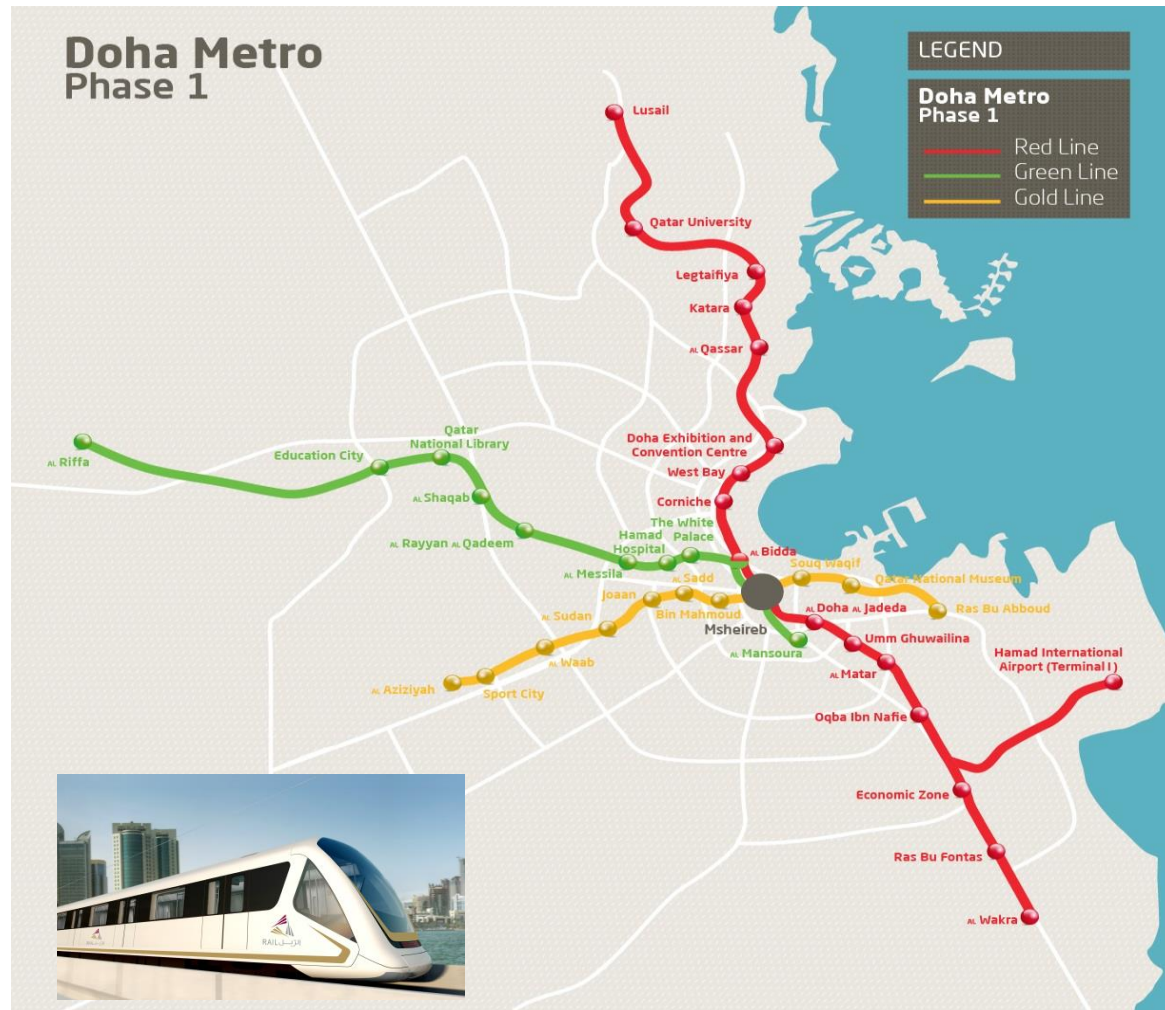 Doha Metro
Phase 1
LEGEND
Doha Metro
Phase 1
Red Line
Green Line
Gold Line
Lusail
Qatar University
Legtaifiya
Katara
AL Qassar
Doha Exhibition and
Convention Centre
West Bay
Corniche
The White
Palace
AL Bidda
Qatar
National Library
Education City
AL Riffa
AL Shaqab
AL Rayyan AL Qadeem
Hamad
Hospital
AL Messila
AL Sadd
Joaan
Bin Mahmoud
AL Sudan
AL Waab
AL Aziziyah
Sport City
Msheireb
AL Mansoura
Souq Waqif
Qatar National Museum
Ras Bu Abboud
AL Doha AL Jadeda
Umm Ghuwailina
AL Matar
Hamad International
Airport (Terminal 1)
Oqba Ibn Nafie
Economic Zone
Ras Bu Fontas
AL Wakra
RAIL الريــل